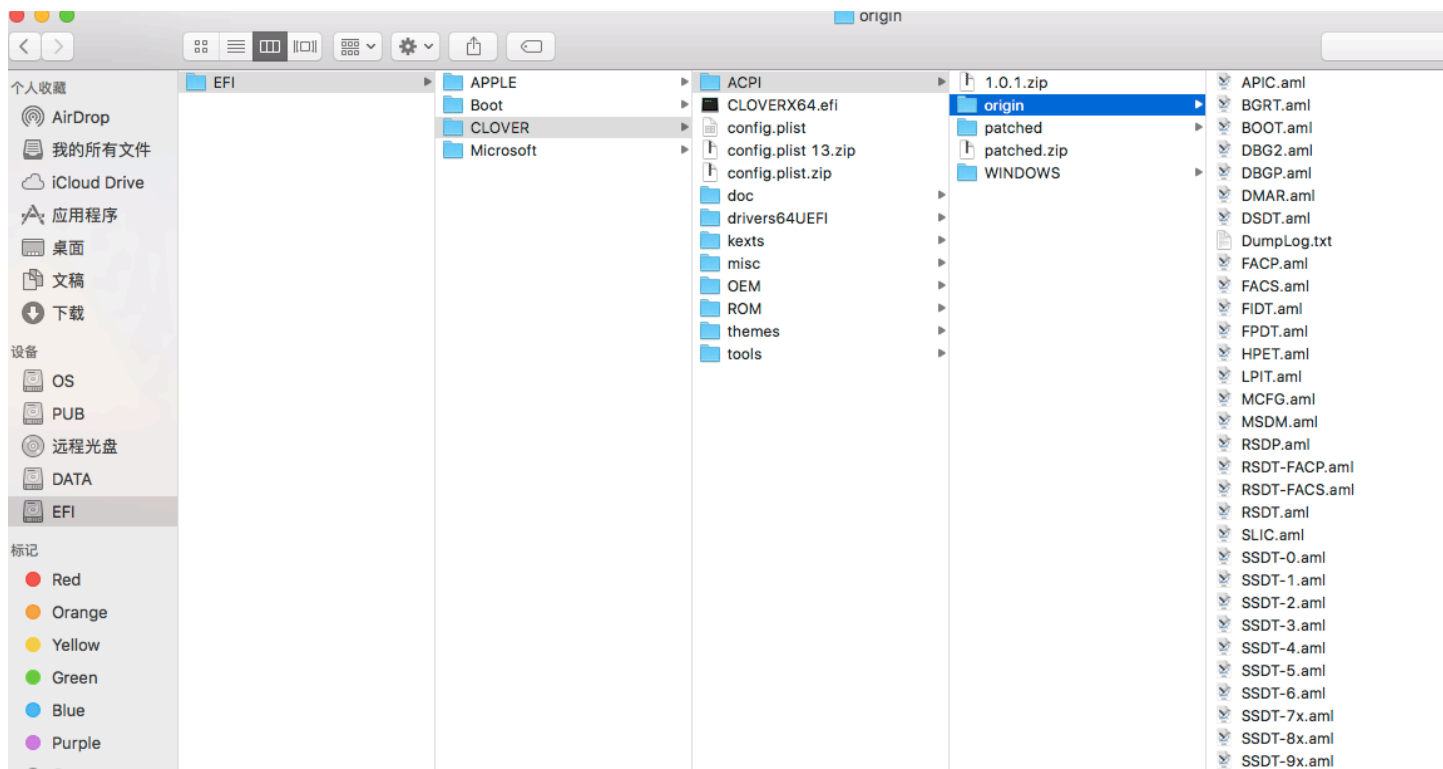 origin
个人收藏
AirDrop
我的所有文件
iCloud Drive
应用程序
桌面
文稿
下载
设备
OS
PUB
远程光盘
DATA
EFI
标记
Red
Orange
Yellow
Green
Blue
Purple
EFI
APPLE
Boot
CLOVER
Microsoft
ACPI
CLOVERX64.efi
config.plist
config.plist 13.zip
config.plist.zip
doc
drivers64UEFI
kexts
misc
OEM
ROM
themes
tools
1.0.1.zip
origin
patched
patched.zip
WINDOWS
APIC.aml
BGRT.aml
BOOT.aml
DBG2.aml
DBGP.aml
DMAR.aml
DSDT.aml
DumpLog.txt
FACP.aml
FACS.aml
FIDT.aml
FPDT.aml
HPET.aml
LPIT.aml
MCFG.aml
MSDM.aml
RSDP.aml
RSDT-FACP.aml
RSDT-FACS.aml
RSDT.aml
SLIC.aml
SSDT-0.aml
SSDT-1.aml
SSDT-2.aml
SSDT-3.aml
SSDT-4.aml
SSDT-5.aml
SSDT-6.aml
SSDT-7x.aml
SSDT-8x.aml
SSDT-9x.aml